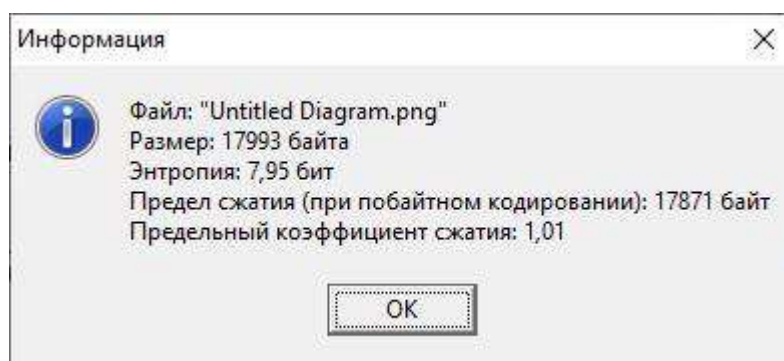 Информация
Файл: "Untitled Diagram.png"
Размер: 17993 байта
Энтропия: 7,95 бит
Предел сжатия (при побайтном кодировании): 17871 байт
Предельный коэффициент сжатия: 1,01
OK